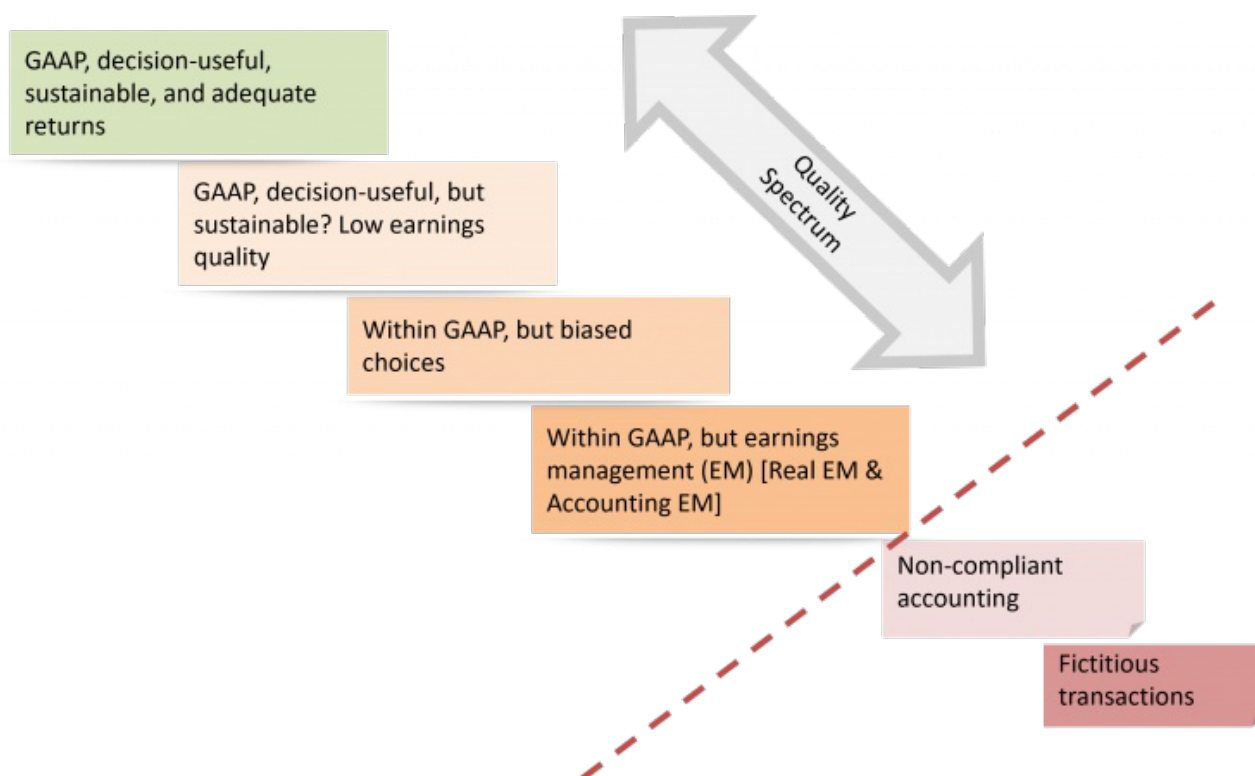 GAAP, decision-useful,
sustainable, and adequate
returns
Quality
Spectrum
GAAP, decision-useful, but
sustainable? Low earnings
quality
Within GAAP, but biased
choices
Within GAAP, but earnings
management (EM) [Real EM &
Accounting EM]
Non-compliant
accounting
Fictitious
transactions